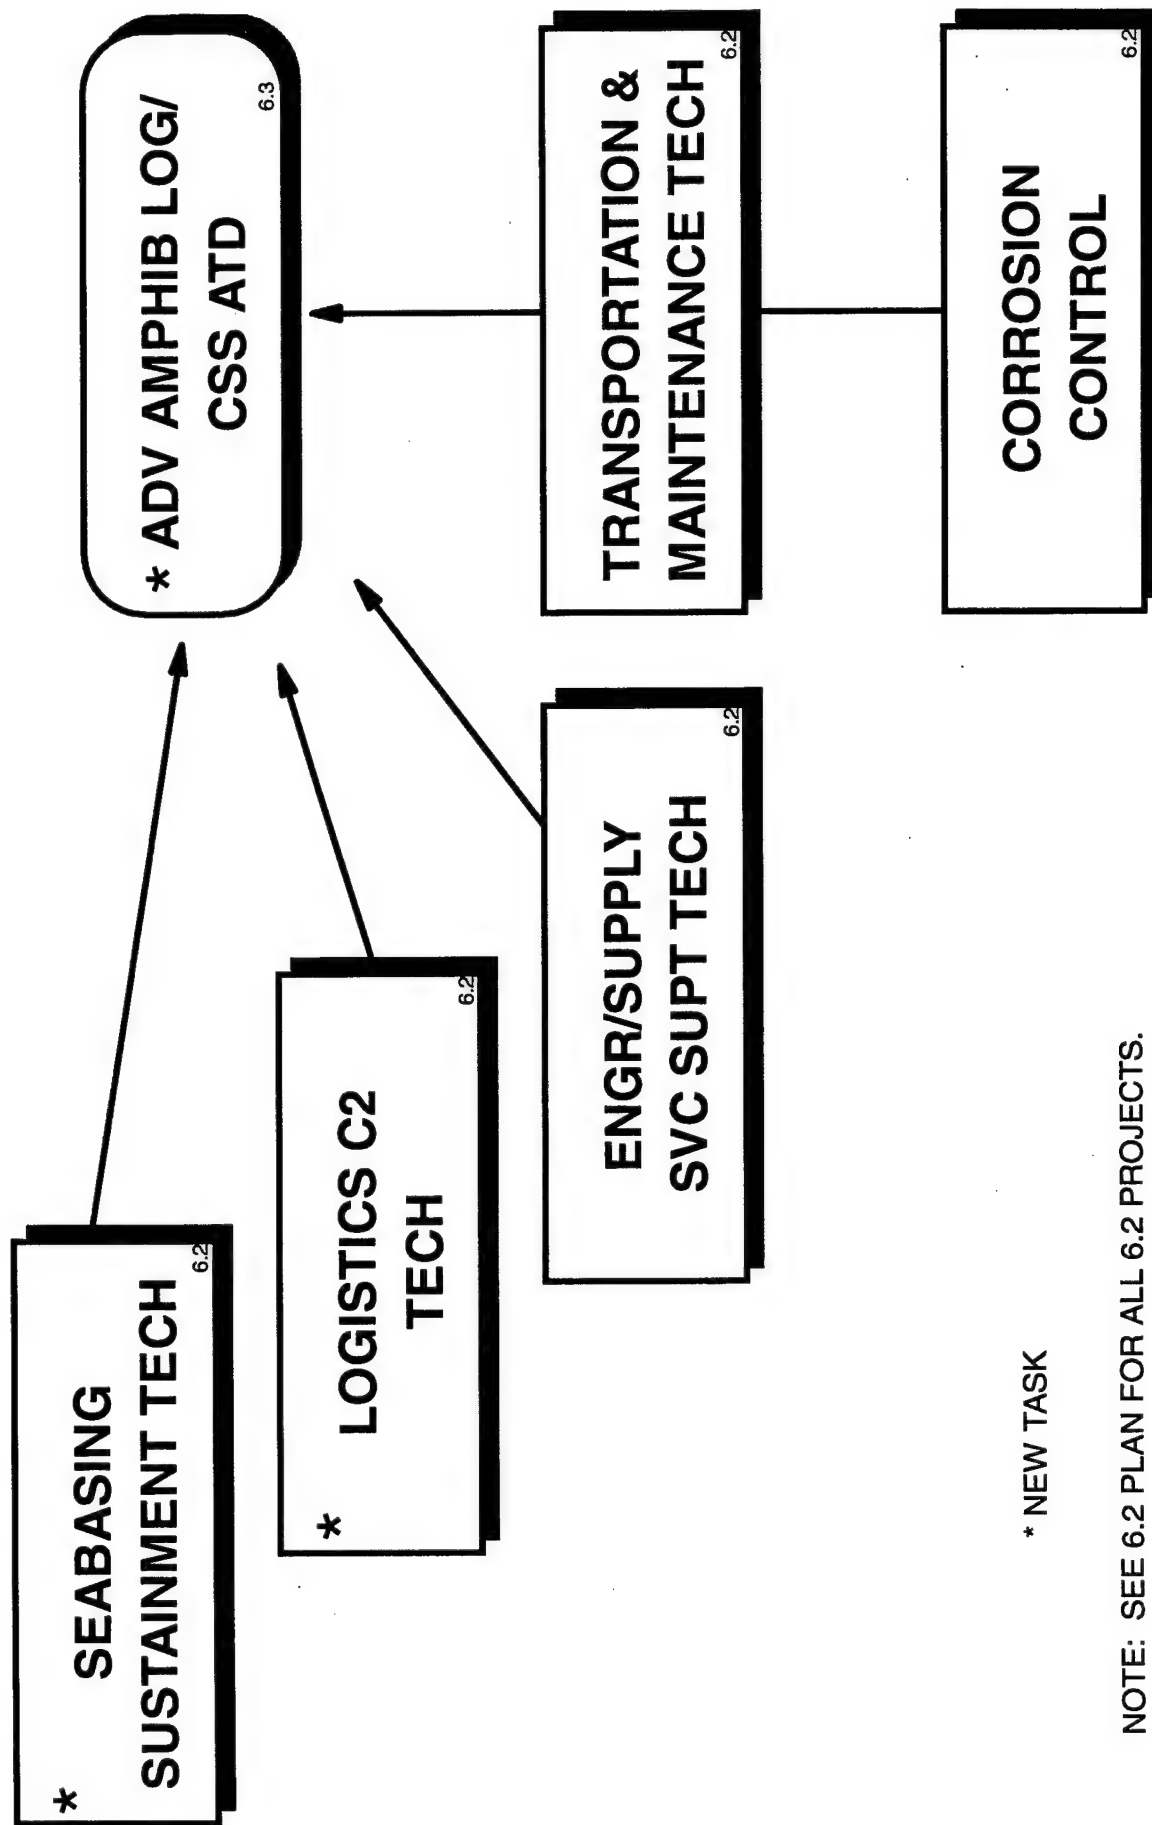 *
SEABASING
SUSTAINMENT TECH
6.2
*
LOGISTICS C2
TECH
6.2
ENGR/SUPPLY
SVC SUPT TECH
6.2
* ADV AMPHIB LOG/
CSS ATD
6.3
TRANSPORTATION &
MAINTENANCE TECH
6.2
CORROSION
CONTROL
6.2
* NEW TASK
NOTE: SEE 6.2 PLAN FOR ALL 6.2 PROJECTS.